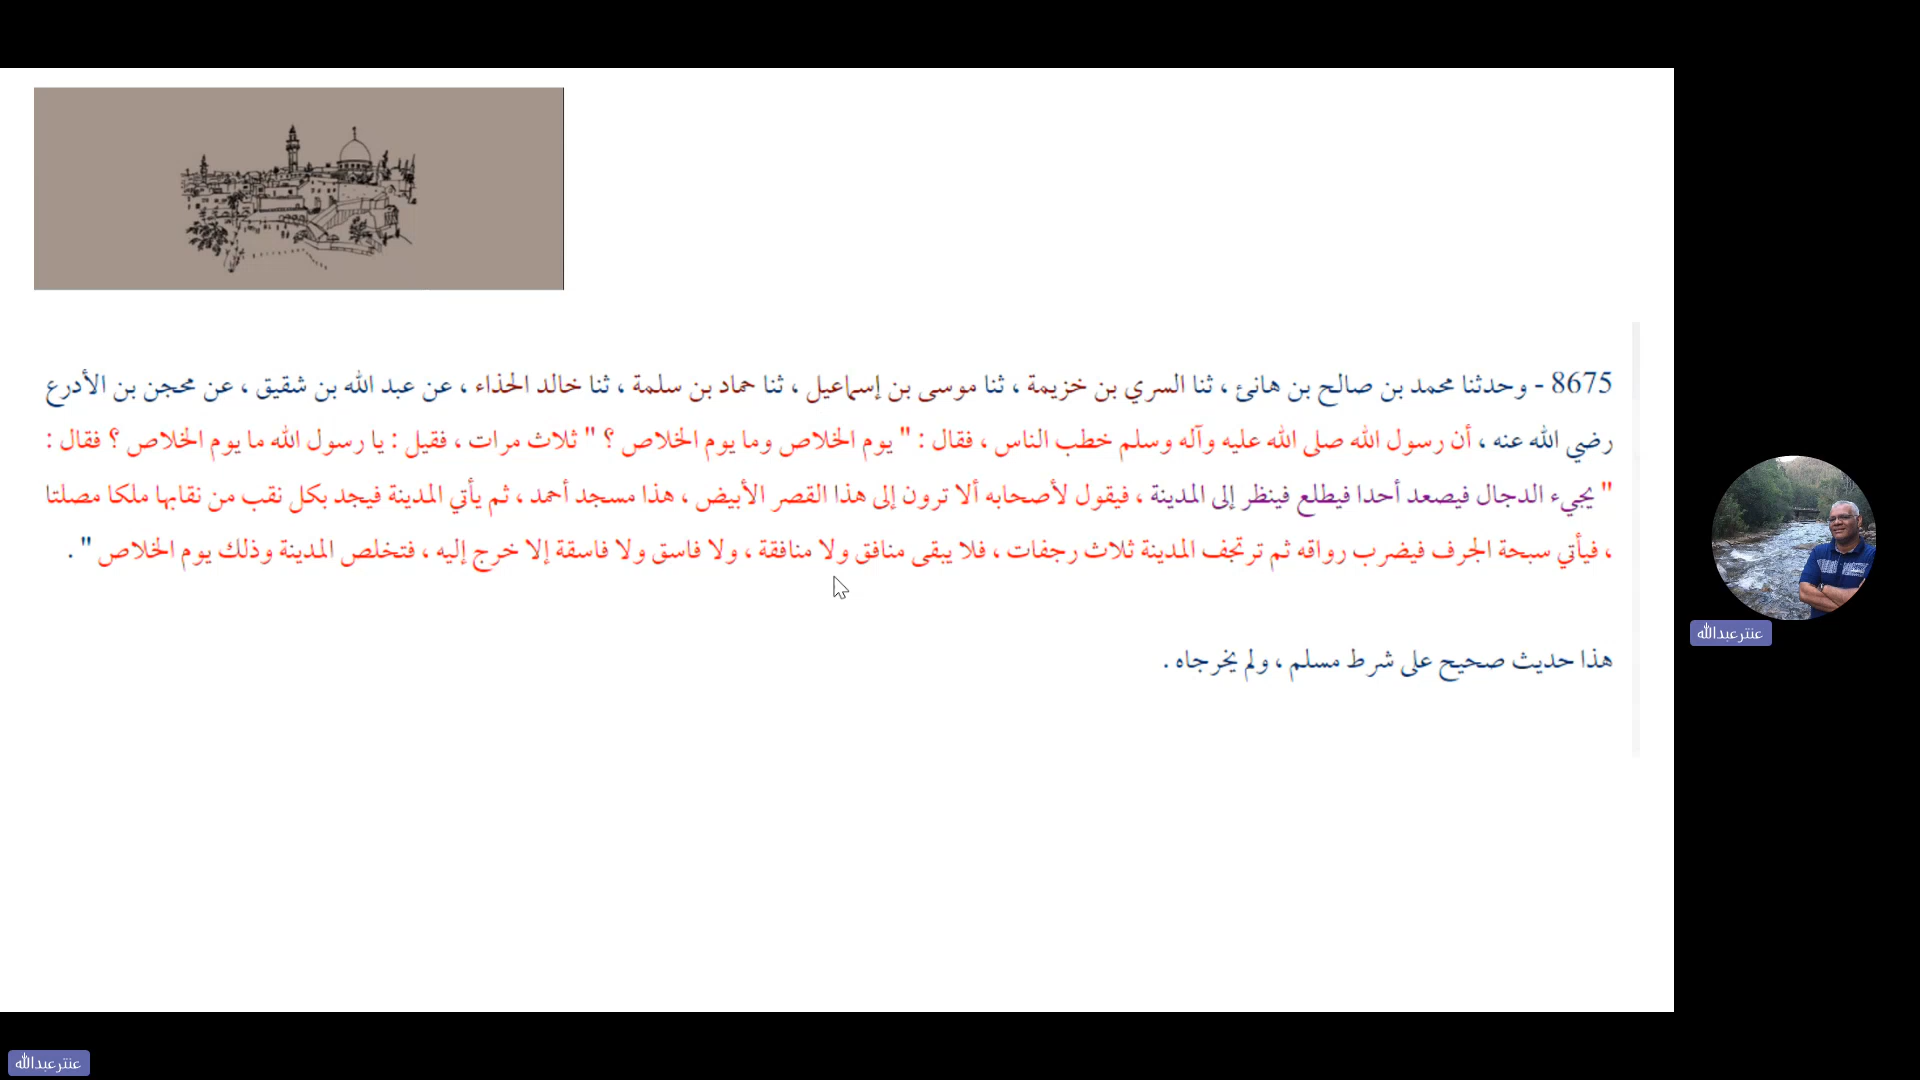 8675 - وحدثنا محمد بن صالح بن هانئ ، ثنا السري بن خزيمة ، ثنا موسى بن إسماعيل ، ثنا حماد بن سلمة ، ثنا خالد الحذاء ، عن عبد الله بن شقيق ، عن محجن بن الأدرع
رضي الله عنه ، أن رسول الله صلى الله عليه وآله وسلم خطب الناس ، فقال : " يوم الخلاص وما يوم الخلاص ؟ " ثلاث مرات ، فقيل : يا رسول الله ما يوم الخلاص ؟ فقال :
" يجيء الدجال فيصعد أحدا فيطلع فينظر إلى المدينة ، فيقول لأصحابه ألا ترون إلى هذا القصر الأبيض ، هذا مسجد أحمد ، ثم يأتي المدينة فيجد بكل نقب من نقابها ملكا مصلتا
، فيأتي سبحة الجرف فيضرب رواقه ثم ترتجف المدينة ثلاث رجفات ، فلا يبقى منافق ولا منافقة ، ولا فاسق ولا فاسقة إلا خرج إليه ، فتخلص المدينة وذلك يوم الخلاص " .
هذا حديث صحيح على شرط مسلم ، ولم يخرجاه .
عنتر عبدالله
عنتر عبدالله